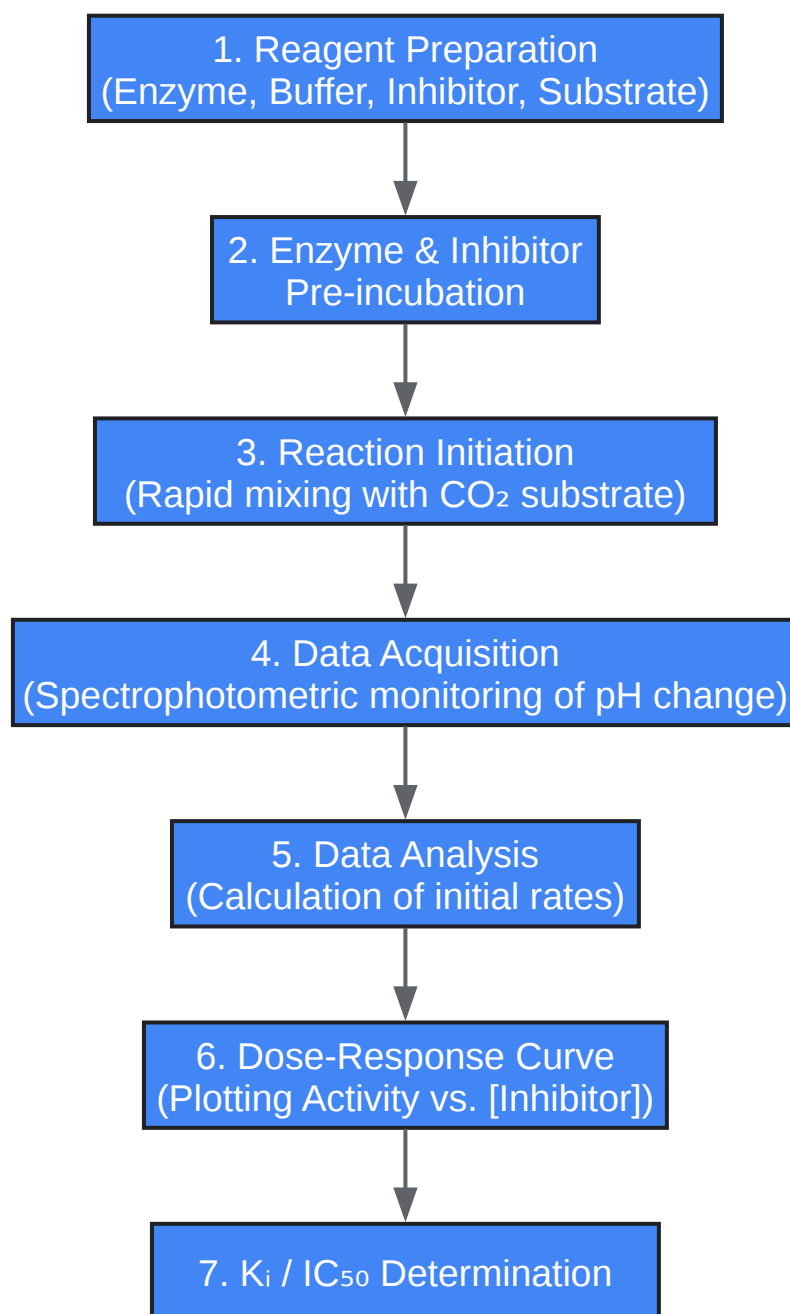 1. Reagent Preparation
(Enzyme, Buffer, Inhibitor, Substrate)
2. Enzyme & Inhibitor
Pre-incubation
3. Reaction Initiation
(Rapid mixing with CO₂ substrate)
4. Data Acquisition
(Spectrophotometric monitoring of pH change)
5. Data Analysis
(Calculation of initial rates)
6. Dose-Response Curve
(Plotting Activity vs. [Inhibitor])
7. Kᵢ / IC₅₀ Determination